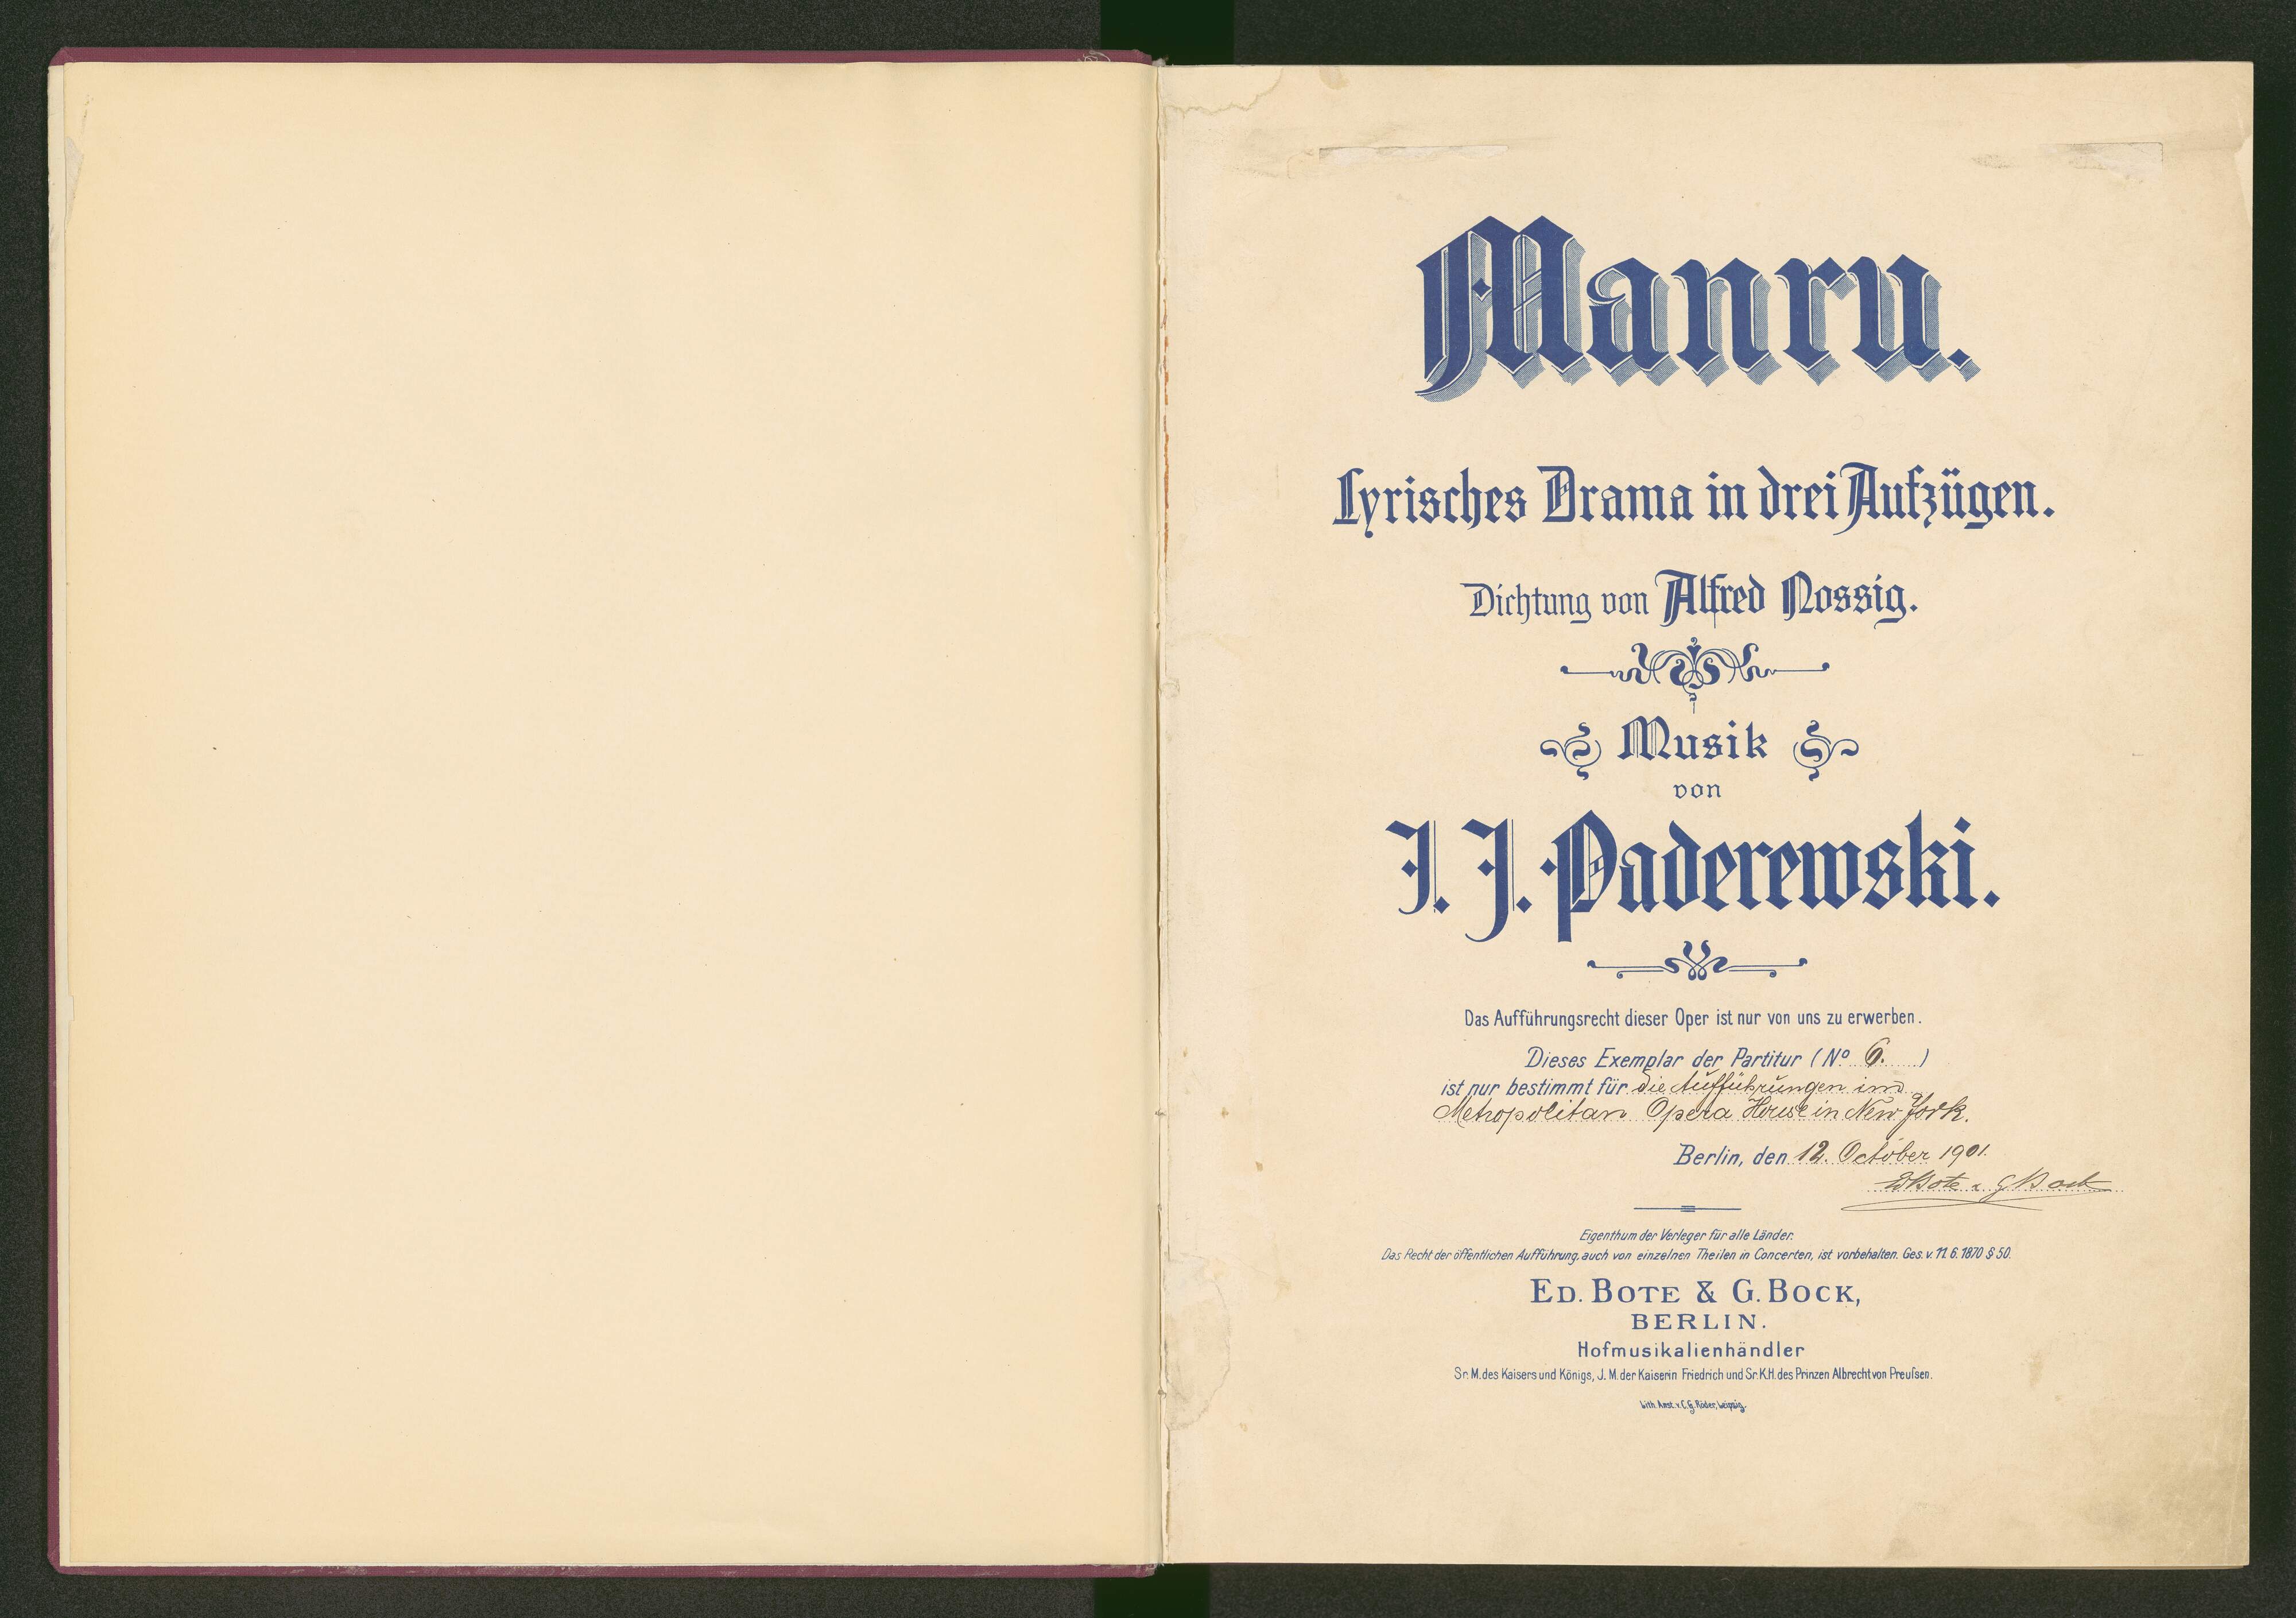 Manru.
Lyrisches Drama in drei Aufzügen.
Dichtung von Alfred Nossig.
Musik
von
I. J. Paderewski.
Das Aufführungsrecht dieser Oper ist nur von uns zu erwerben.
Dieses Exemplar der Partitur (No 6. )
ist nur bestimmt für die Aufführungen im
Metropolitan Opera House in New York.
Berlin, den 12. October 1901.
Ed Bote & G Bock
Eigenthum der Verleger für alle Länder.
Das Recht der öffentlichen Aufführung, auch von einzelnen Theilen in Concerten, ist vorbehalten. Ges. v. 11. 6. 1870 § 50.
ED. BOTE & G. BOCK,
BERLIN.
Hofmusikalienhändler
Sr. M. des Kaisers und Königs, J. M. der Kaiserin Friedrich und Sr. K. H. des Prinzen Albrecht von Preuſsen.
Lith. Anst. v. C. G. Röder, Leipzig.